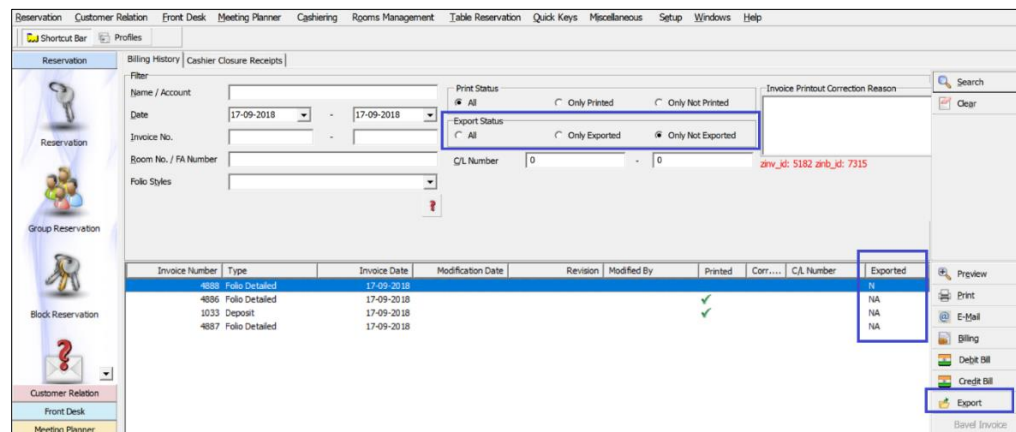 Reservation Customer Relation Front Desk Meeting Planner Cashiering Rooms Management Table Reservation Quick Keys Miscellaneous Setup Windows Help
Shortcut Bar Profiles
Reservation
Billing History Cashier Closure Receipts
Filter
Name / Account
Print Status
All Only Printed Only Not Printed
Invoice Printout Correction Reason
Search
Clear
Date 17-09-2018 - 17-09-2018
Export Status
All Only Exported Only Not Exported
Invoice No. -
Reservation
Room No. / FA Number
C/L Number 0 - 0
zinv_id: 5182 zinb_id: 7315
Folio Styles
Group Reservation
Invoice Number Type Invoice Date Modification Date Revision Modified By Printed Corr.... C/L Number Exported
4888 Folio Detailed 17-09-2018 N
4886 Folio Detailed 17-09-2018 NA
1033 Deposit 17-09-2018 NA
4887 Folio Detailed 17-09-2018 NA
Preview
Print
E-Mail
Billing
Debit Bill
Credit Bill
Export
Bavel Invoice
Block Reservation
Customer Relation
Front Desk
Meeting Planner